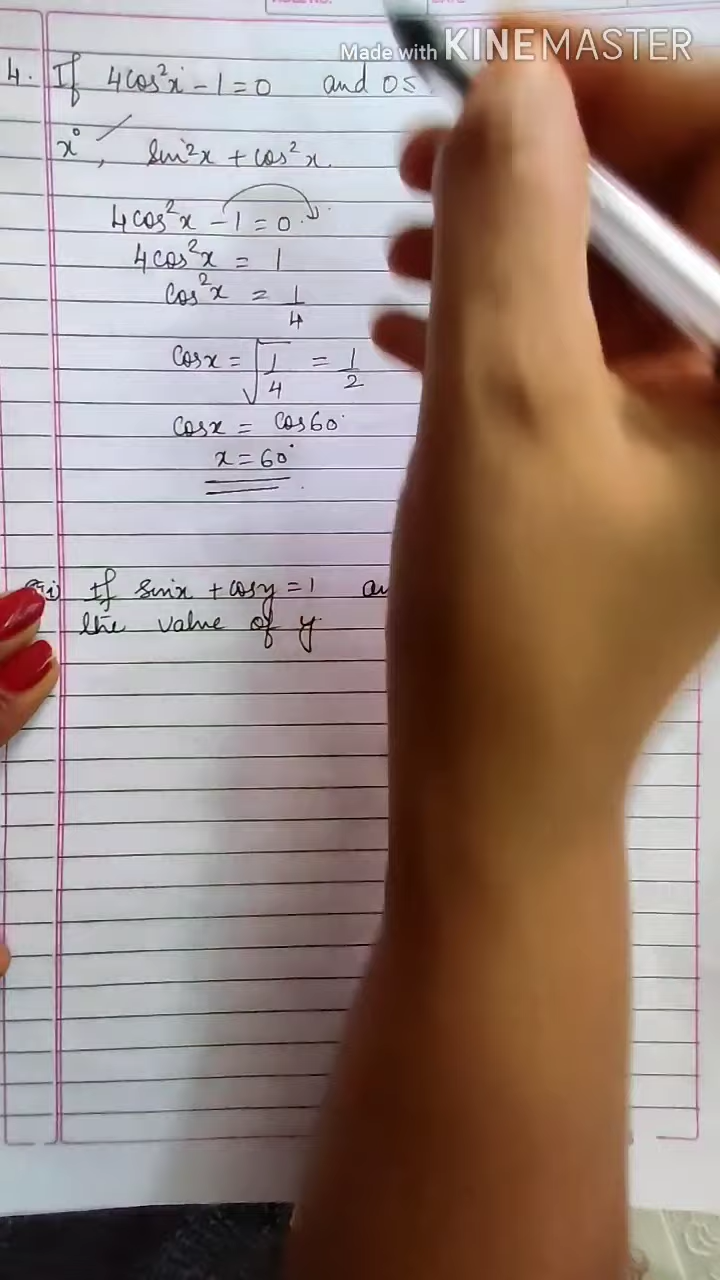 Made with KINEMASTER
4. If 4cos²x - 1 = 0 and 0≤
x°, sin²x + cos²x.
4cos²x - 1 = 0
4cos²x = 1
cos²x = 1/4
cosx = √1/4 = 1/2
cosx = cos60°
x = 60°
If sinx + cosy = 1
the value of y